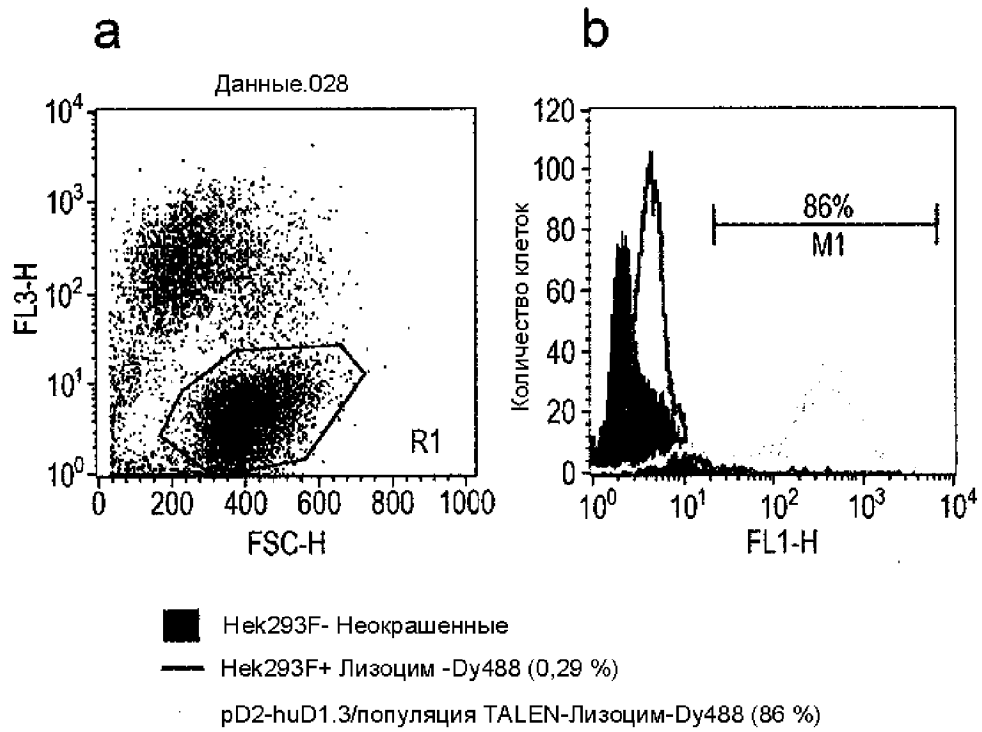 a
b
Данные.028
FL3-H
10⁴
10³
10²
10¹
10⁰
R1
0 200 400 600 800 1000
FSC-H
Количество клеток
120
100
80
60
40
20
0
86%
M1
10⁰ 10¹ 10² 10³ 10⁴
FL1-H
Hek293F- Неокрашенные
Hek293F+ Лизоцим -Dy488 (0,29 %)
pD2-huD1.3/популяция TALEN-Лизоцим-Dy488 (86 %)